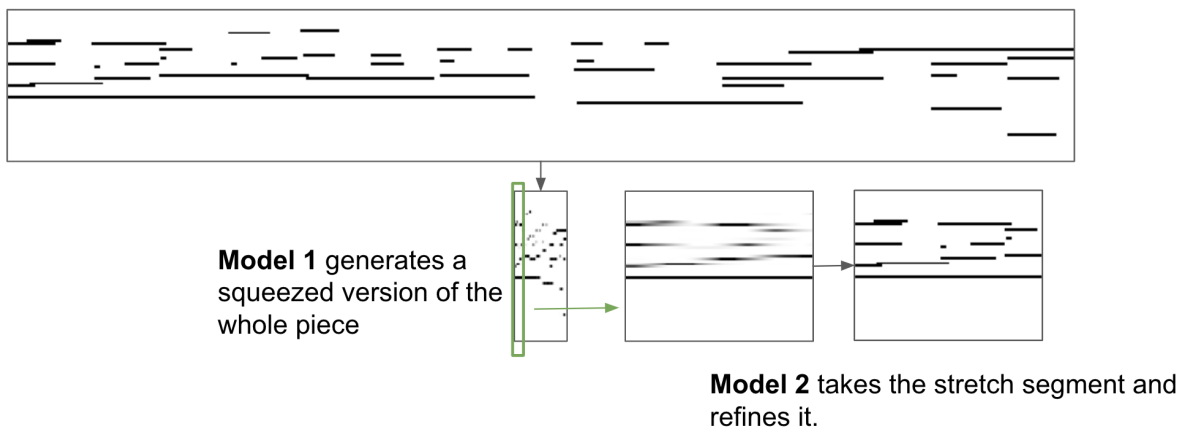 Model 1 generates a
squeezed version of the
whole piece
Model 2 takes the stretch segment and
refines it.